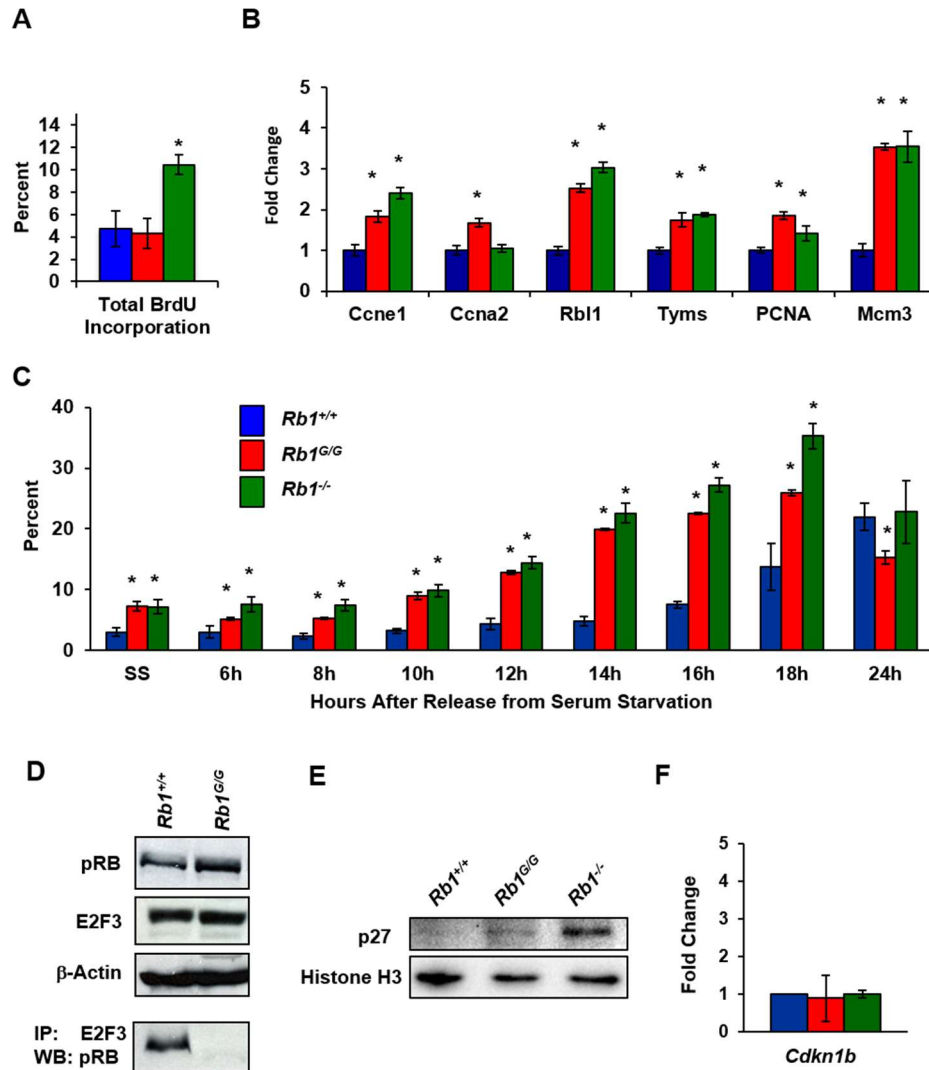 A
B
Percent
14
12
10
8
6
4
2
0
*
Total BrdU
Incorporation
Fold Change
5
4
3
2
1
0
* * * * * * * * * * *
Ccne1 Ccna2 Rbl1 Tyms PCNA Mcm3
C
Percent
40
30
20
10
0
Rb1+/+
Rb1G/G
Rb1-/-
* * * * * * * * * * * * * * * * *
SS 6h 8h 10h 12h 14h 16h 18h 24h
Hours After Release from Serum Starvation
D
Rb1+/+ Rb1G/G
pRB
E2F3
β-Actin
IP: E2F3
WB: pRB
E
Rb1+/+ Rb1G/G Rb1-/-
p27
Histone H3
F
Fold Change
5
4
3
2
1
0
Cdkn1b